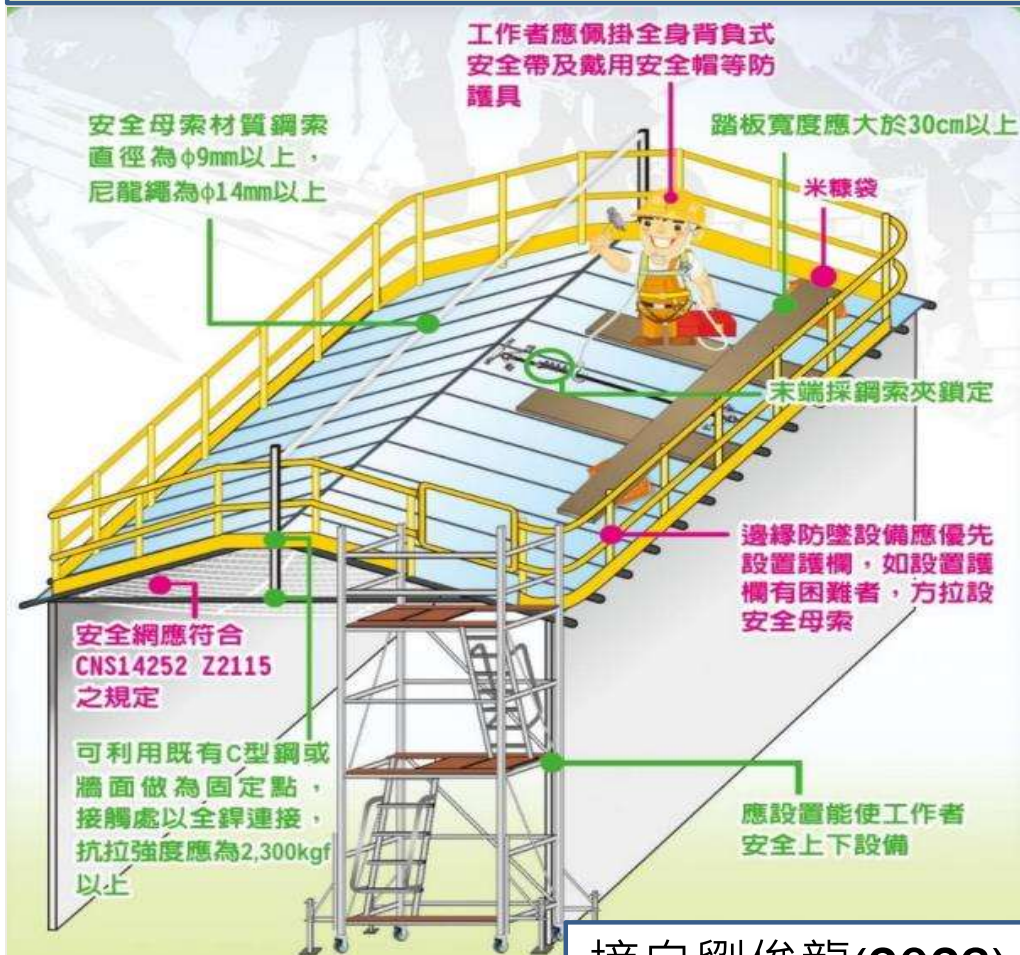 工作者應佩掛全身背負式
安全帶及戴用安全帽等防
護具
安全母索材質鋼索
直徑為φ9mm以上，
尼龍繩為φ14mm以上
踏板寬度應大於30cm以上
米糠袋
末端採鋼索夾鎖定
邊緣防墜設備應優先
設置護欄，如設置護
欄有困難者，方拉設
安全母索
安全網應符合
CNS14252 Z2115
之規定
可利用既有C型鋼或
牆面做為固定點，
接觸處以全銲連接，
抗拉強度應為2,300kgf
以上
應設置能使工作者
安全上下設備